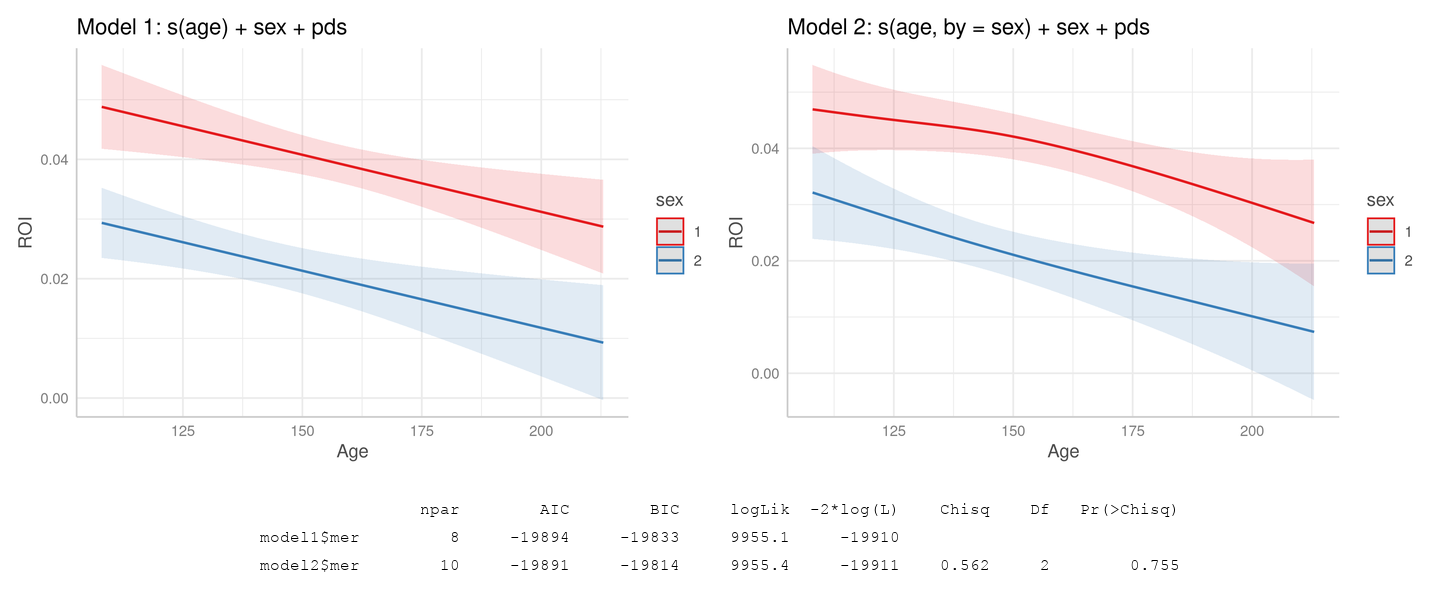 Model 1: s(age) + sex + pds
0.04
0.02
0.00
ROI
125 150 175 200
Age
sex
1
2
Model 2: s(age, by = sex) + sex + pds
0.04
0.02
0.00
ROI
125 150 175 200
Age
sex
1
2
npar AIC BIC logLik -2*log(L) Chisq Df Pr(>Chisq)
model1$mer 8 -19894 -19833 9955.1 -19910
model2$mer 10 -19891 -19814 9955.4 -19911 0.562 2 0.755